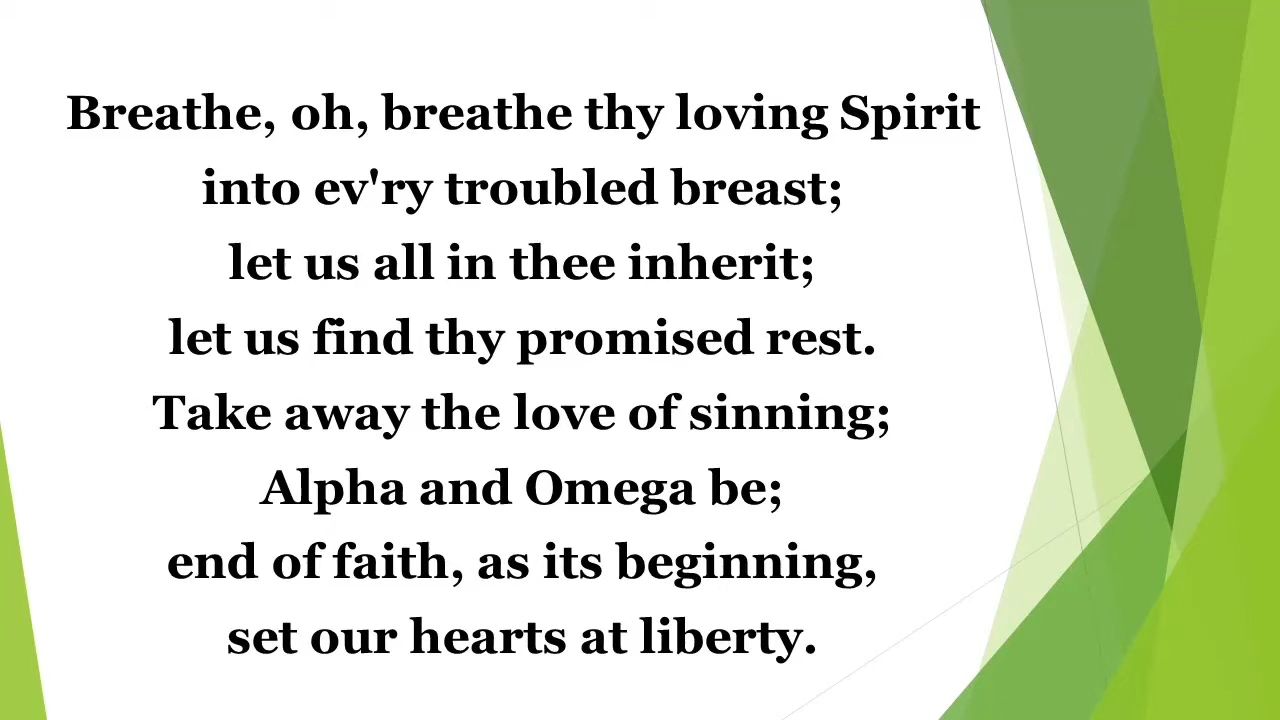 Breathe, oh, breathe thy loving Spirit
into ev'ry troubled breast;
let us all in thee inherit;
let us find thy promised rest.
Take away the love of sinning;
Alpha and Omega be;
end of faith, as its beginning,
set our hearts at liberty.